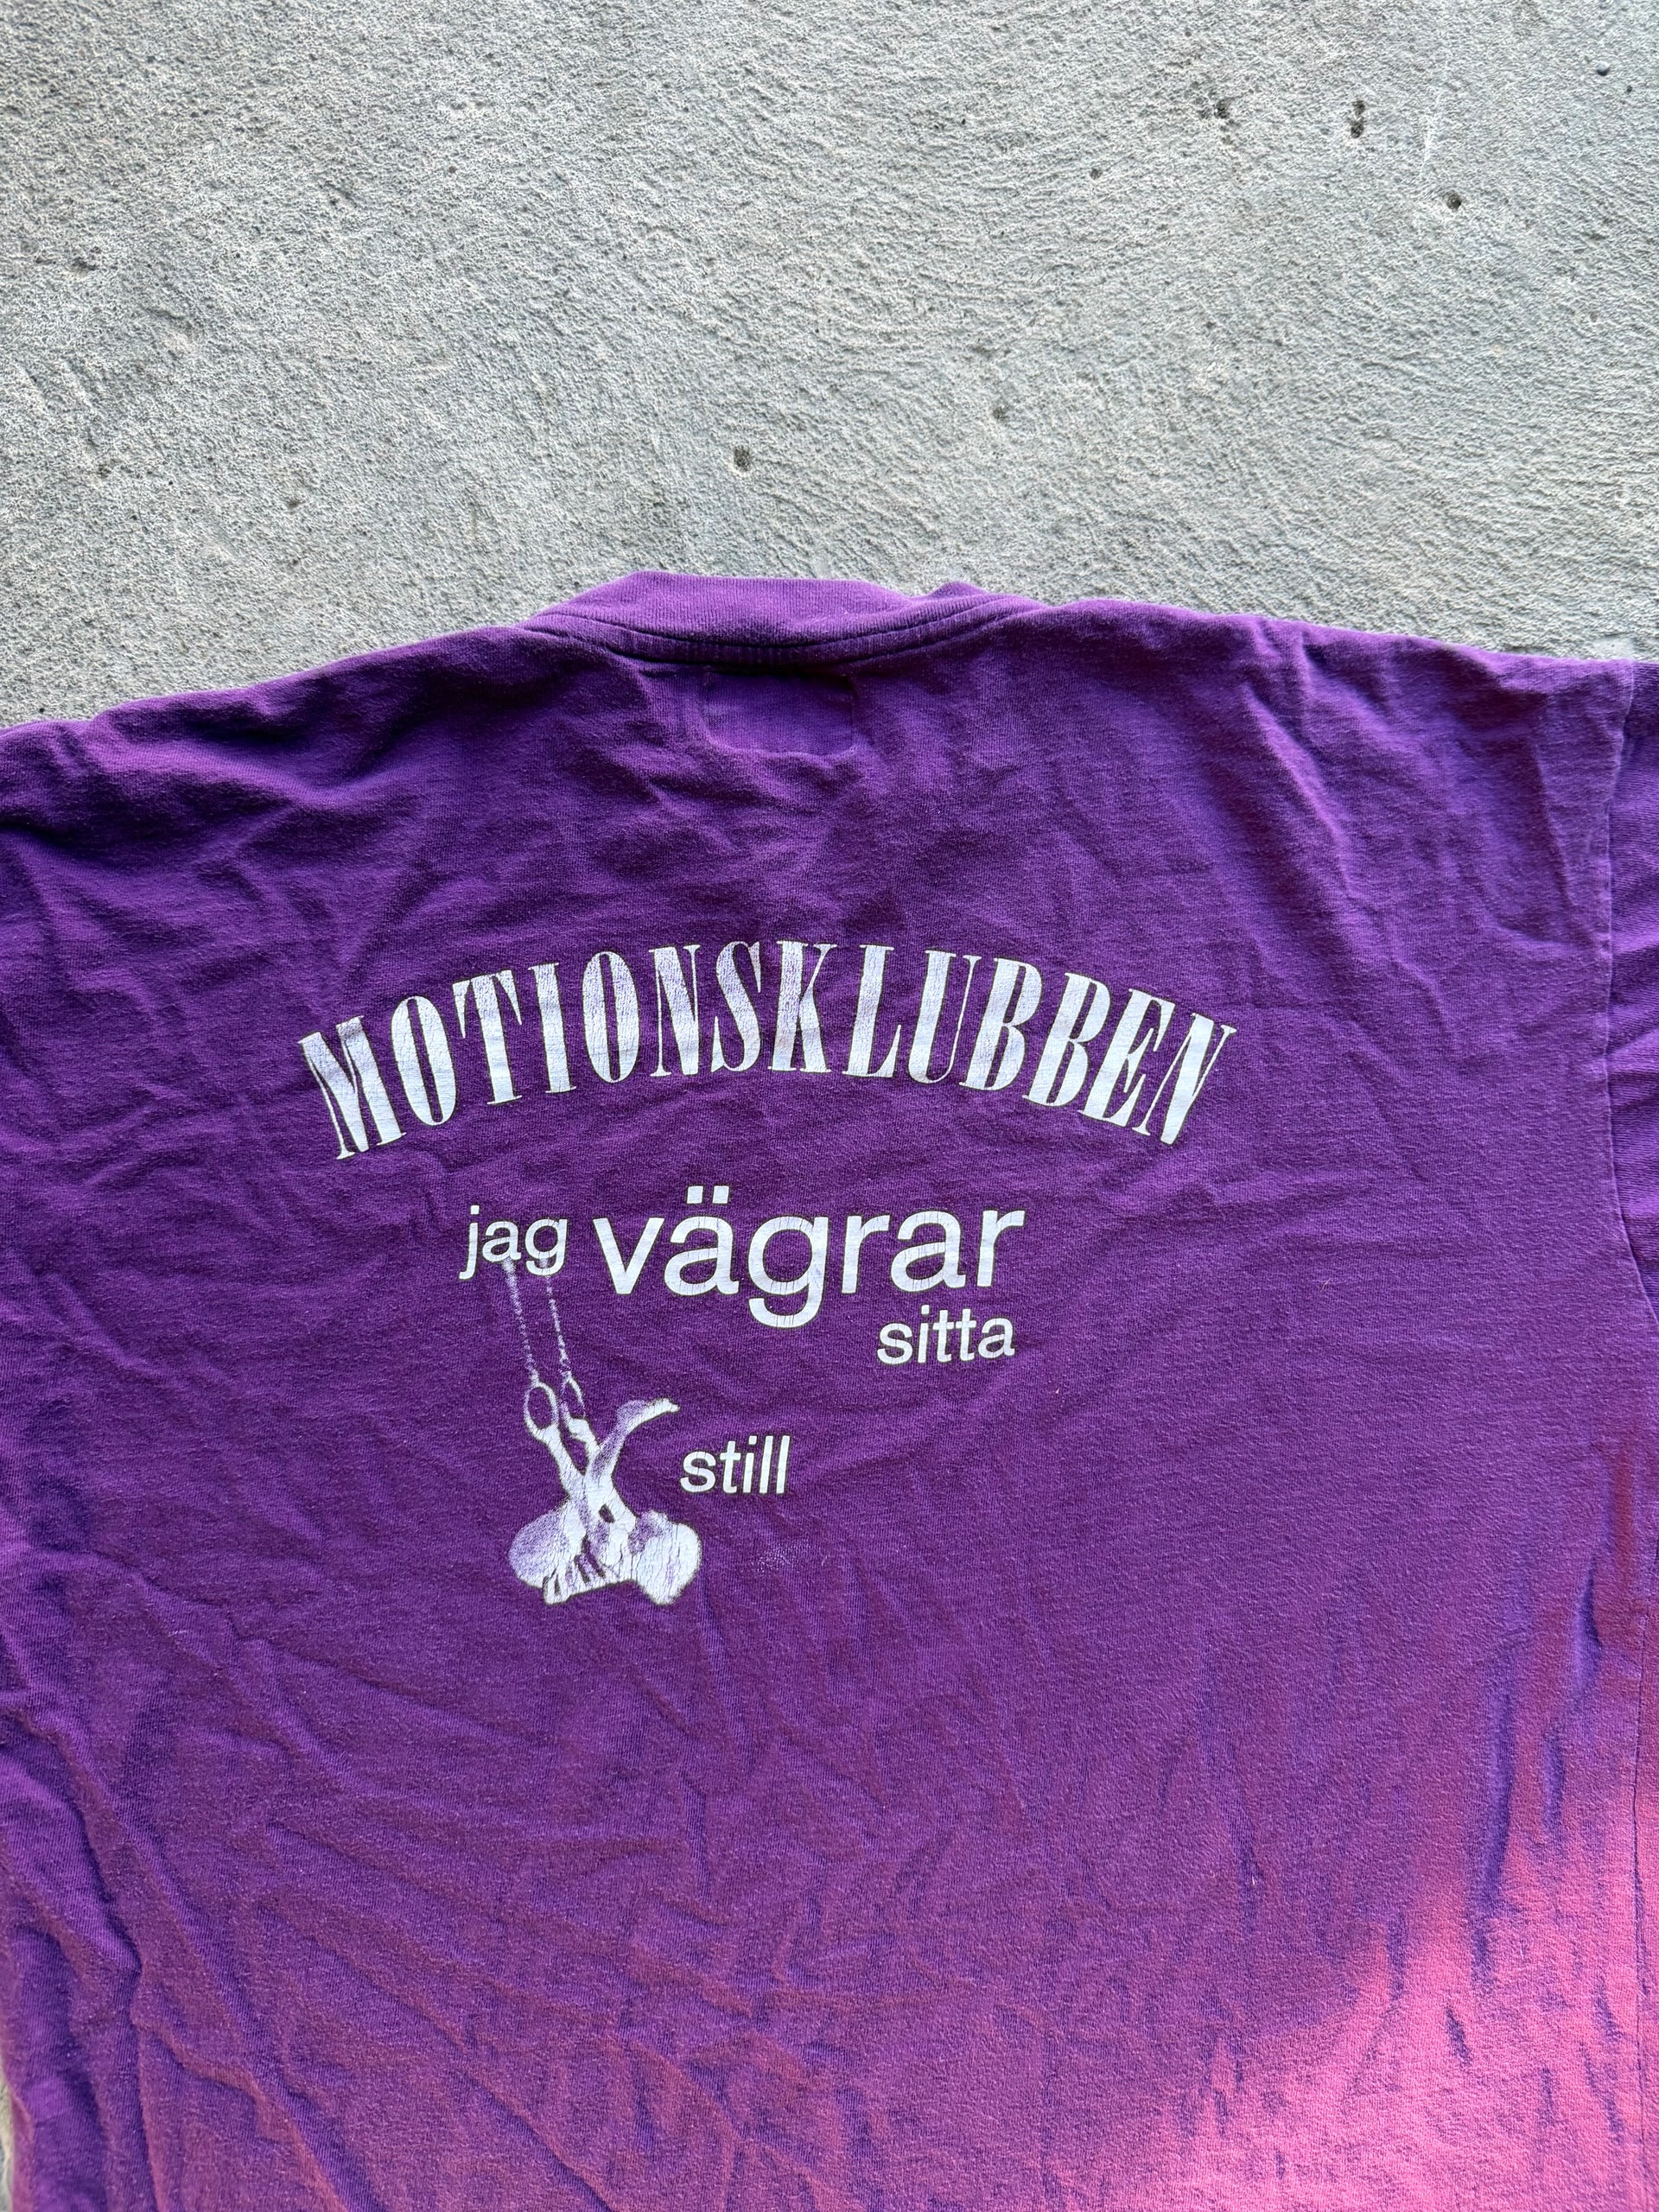 MOTIONSKLUBBEN
jag vägrar
sitta
still